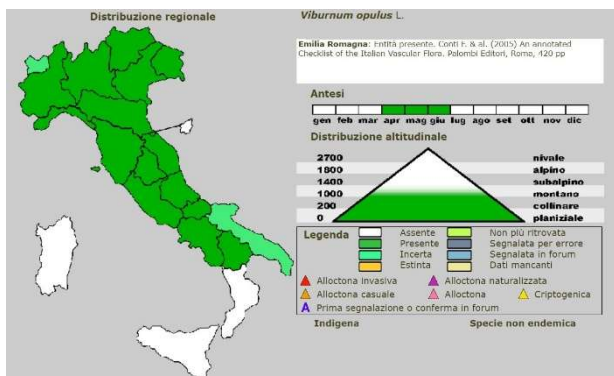 Distribuzione regionale
Viburnum opulus L.
Emilia Romagna: Entità presente. Conti F. & al. (2005) An annotated
Checklist of the Italian Vascular Flora. Palombi Editori, Roma, 420 pp
Antesi
gen feb mar apr mag giu lug ago set ott nov dic
Distribuzione altitudinale
2700 nivale
1800 alpino
1400 subalpino
1000 montano
200 collinare
0 planiziale
Legenda
Assente Non più ritrovata
Presente Segnalata per errore
Incerta Segnalata in forum
Estinta Dati mancanti
Alloctona invasiva Alloctona naturalizzata
Alloctona casuale Alloctona Criptogenica
A Prima segnalazione o conferma in forum
Indigena Specie non endemica